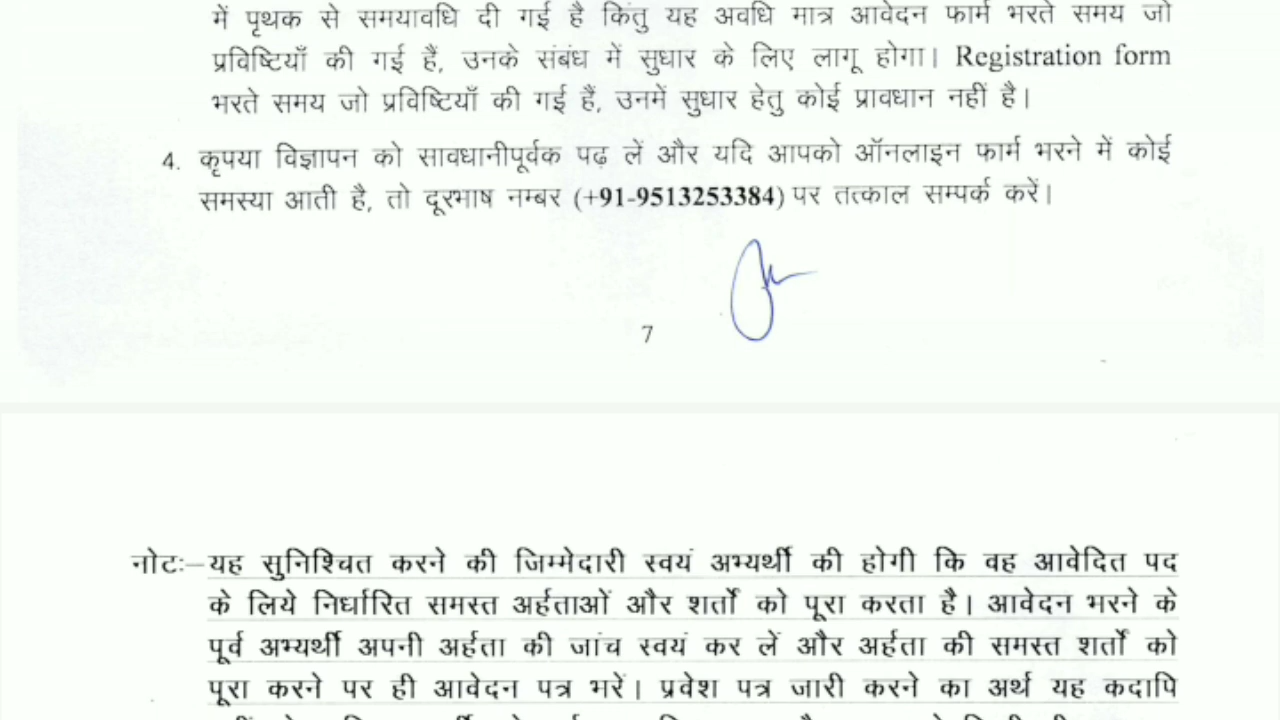 में पृथक से समयावधि दी गई है किंतु यह अवधि मात्र आवेदन फार्म भरते समय जो
प्रविष्टियाँ की गई हैं, उनके संबंध में सुधार के लिए लागू होगा। Registration form
भरते समय जो प्रविष्टियाँ की गई हैं, उनमें सुधार हेतु कोई प्रावधान नहीं है।
4. कृपया विज्ञापन को सावधानीपूर्वक पढ़ लें और यदि आपको ऑनलाइन फार्म भरने में कोई
समस्या आती है, तो दूरभाष नम्बर (+91-9513253384) पर तत्काल सम्पर्क करें।
7
नोटः–यह सुनिश्चित करने की जिम्मेदारी स्वयं अभ्यर्थी की होगी कि वह आवेदित पद
के लिये निर्धारित समस्त अर्हताओं और शर्तों को पूरा करता है। आवेदन भरने के
पूर्व अभ्यर्थी अपनी अर्हता की जांच स्वयं कर लें और अर्हता की समस्त शर्तों को
पूरा करने पर ही आवेदन पत्र भरें। प्रवेश पत्र जारी करने का अर्थ यह कदापि